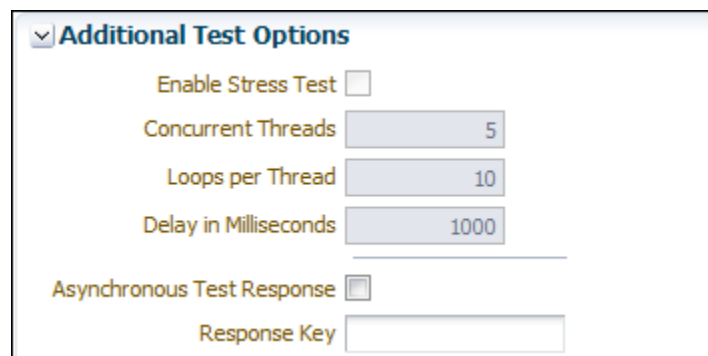 Additional Test Options
Enable Stress Test
Concurrent Threads 5
Loops per Thread 10
Delay in Milliseconds 1000
Asynchronous Test Response
Response Key